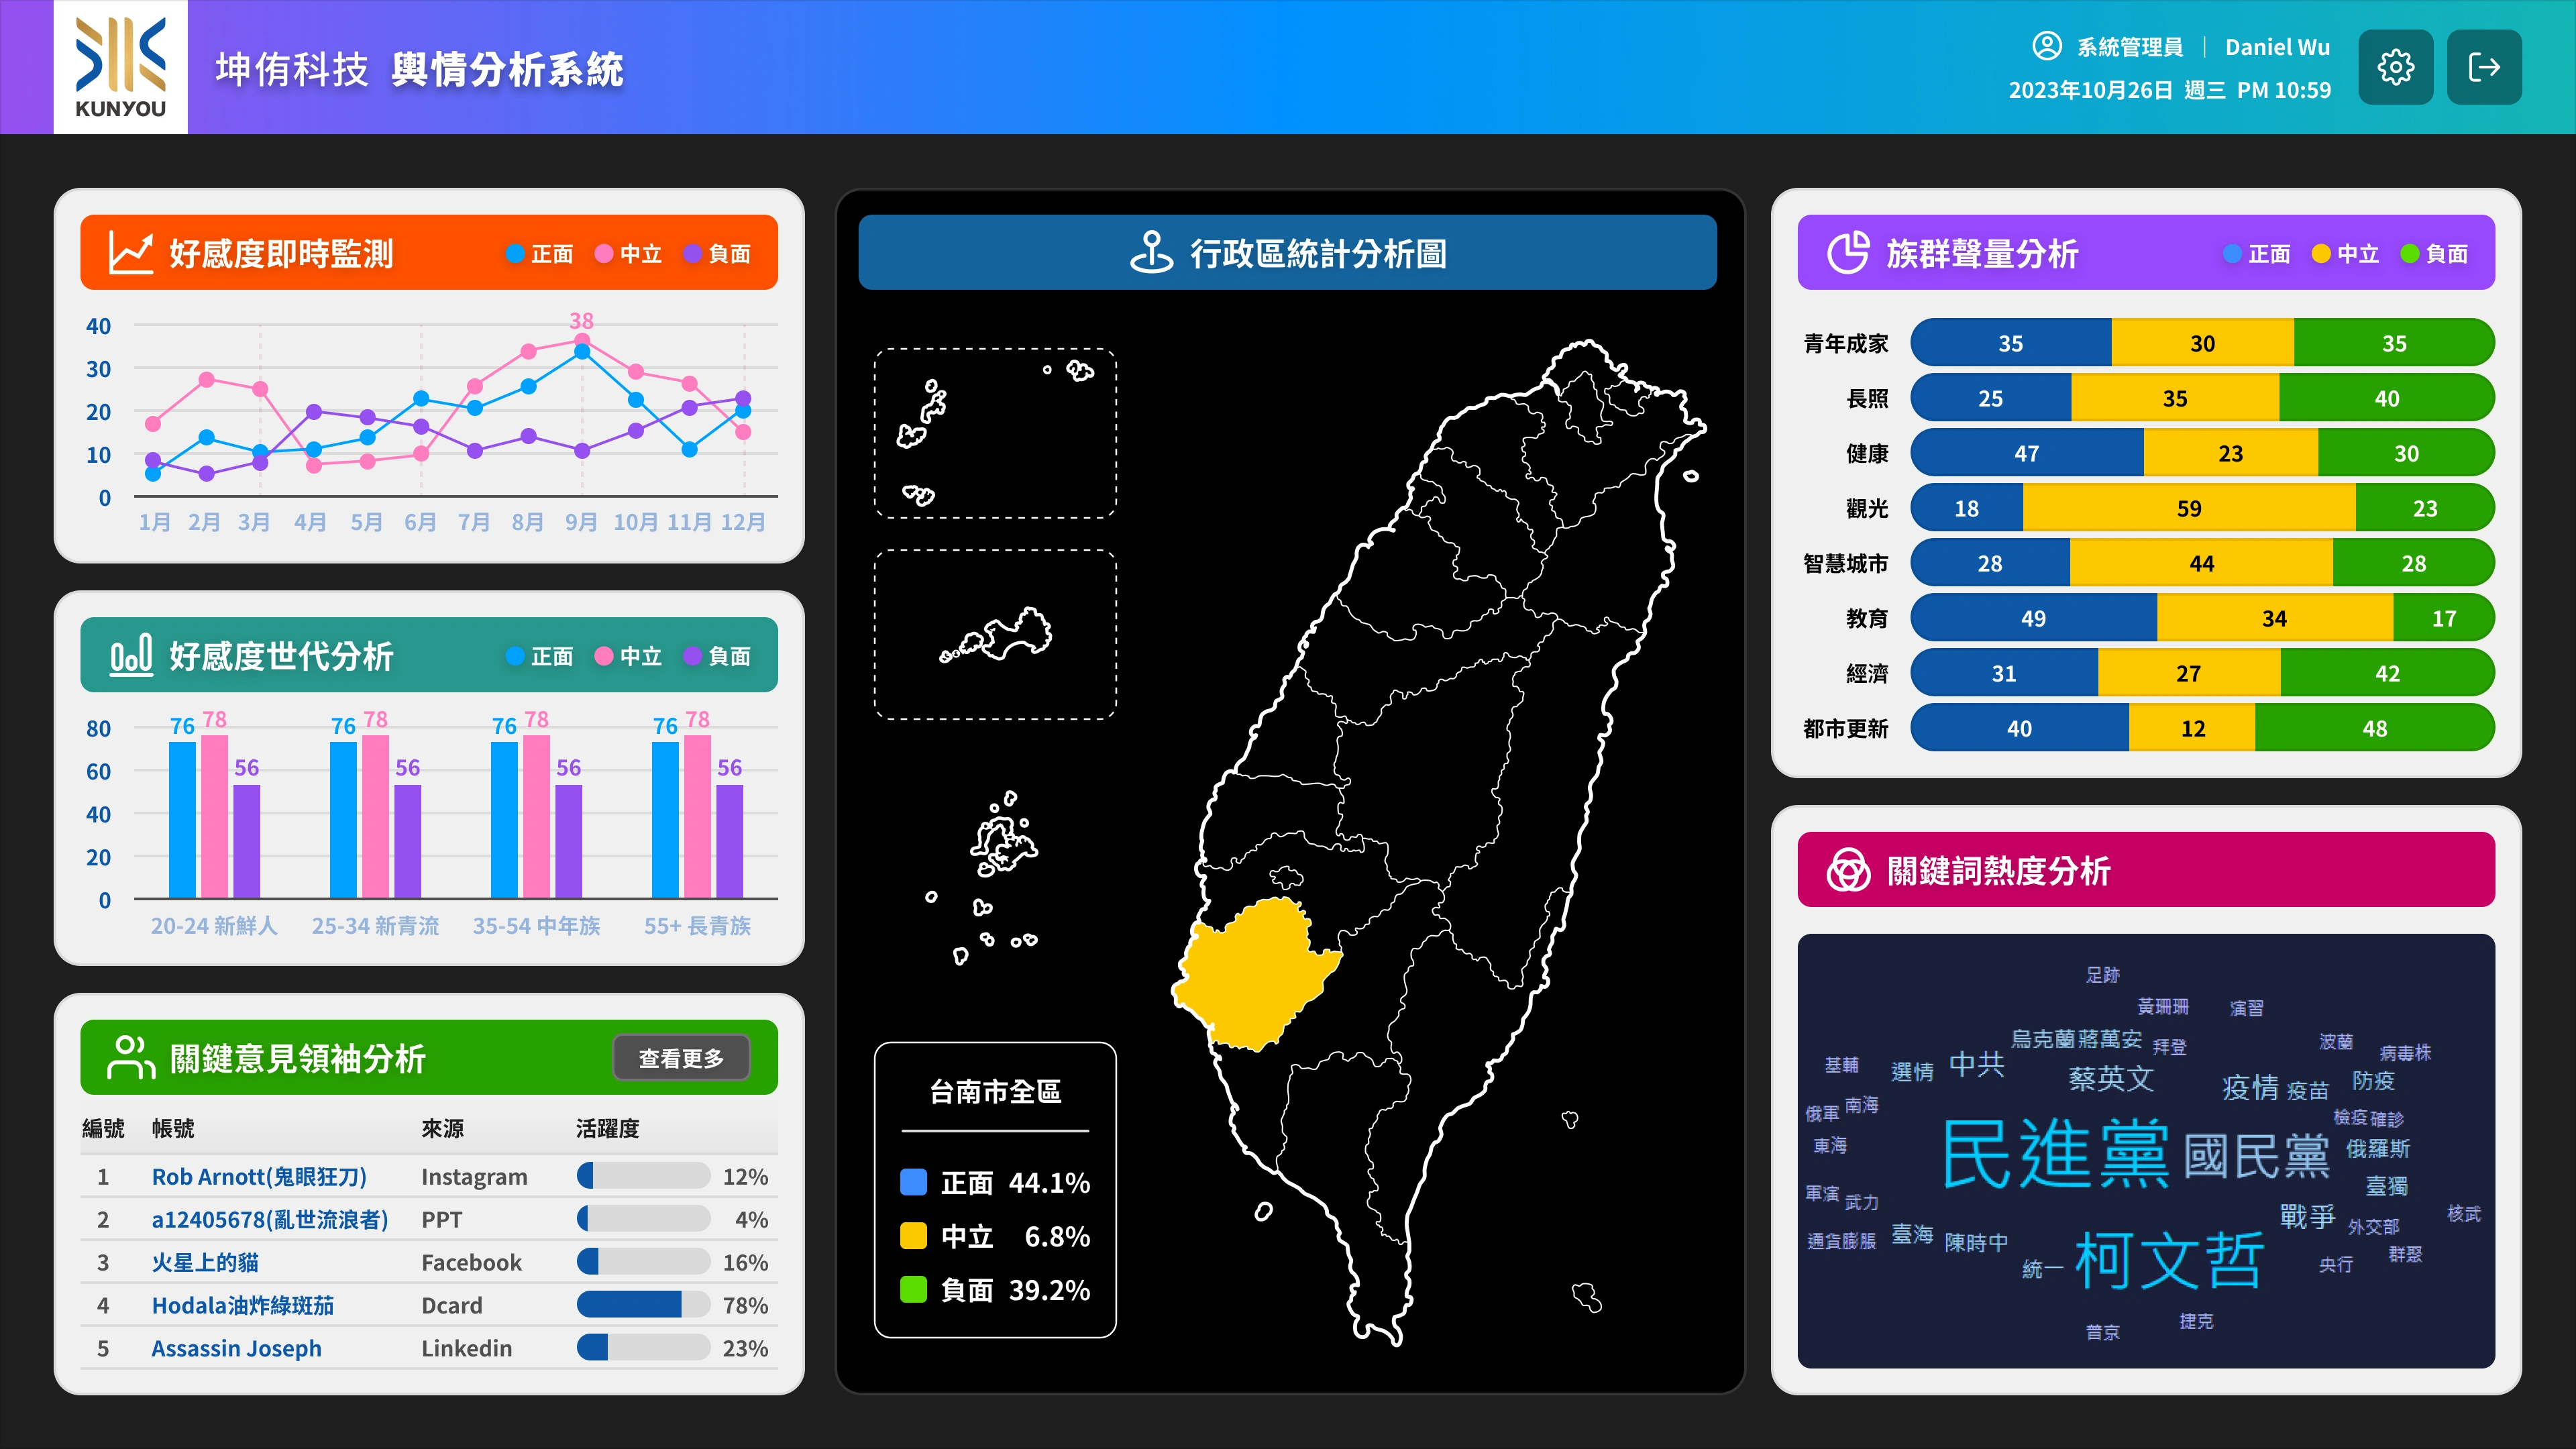 KUNYOU
坤侑科技 輿情分析系統
系統管理員 Daniel Wu
2023年10月26日 週三 PM 10:59
好感度即時監測 正面 中立 負面
40
30
20
10
0
38
1月 2月 3月 4月 5月 6月 7月 8月 9月 10月 11月 12月
好感度世代分析 正面 中立 負面
80
60
40
20
0
76 78 56 76 78 56 76 78 56 76 78 56
20-24 新鮮人 25-34 新青流 35-54 中年族 55+ 長青族
關鍵意見領袖分析 查看更多
編號 帳號 來源 活躍度
1 Rob Arnott(鬼眼狂刀) Instagram 12%
2 a12405678(亂世流浪者) PPT 4%
3 火星上的貓 Facebook 16%
4 Hodala油炸綠斑茄 Dcard 78%
5 Assassin Joseph Linkedin 23%
行政區統計分析圖
台南市全區
正面 44.1%
中立 6.8%
負面 39.2%
族群聲量分析 正面 中立 負面
青年成家 35 30 35
長照 25 35 40
健康 47 23 30
觀光 18 59 23
智慧城市 28 44 28
教育 49 34 17
經濟 31 27 42
都市更新 40 12 48
關鍵詞熱度分析
足跡
黃珊珊 演習
烏克蘭 蔣萬安 拜登 波蘭 病毒株
基輔 選情 中共 蔡英文 疫情 疫苗 防疫
俄軍 南海 檢疫 確診
東海 民進黨 國民黨 俄羅斯
臺獨
軍演 武力 戰爭 外交部 核武
通貨膨脹 臺海 陳時中 統一 柯文哲 央行 群聚
普京 捷克